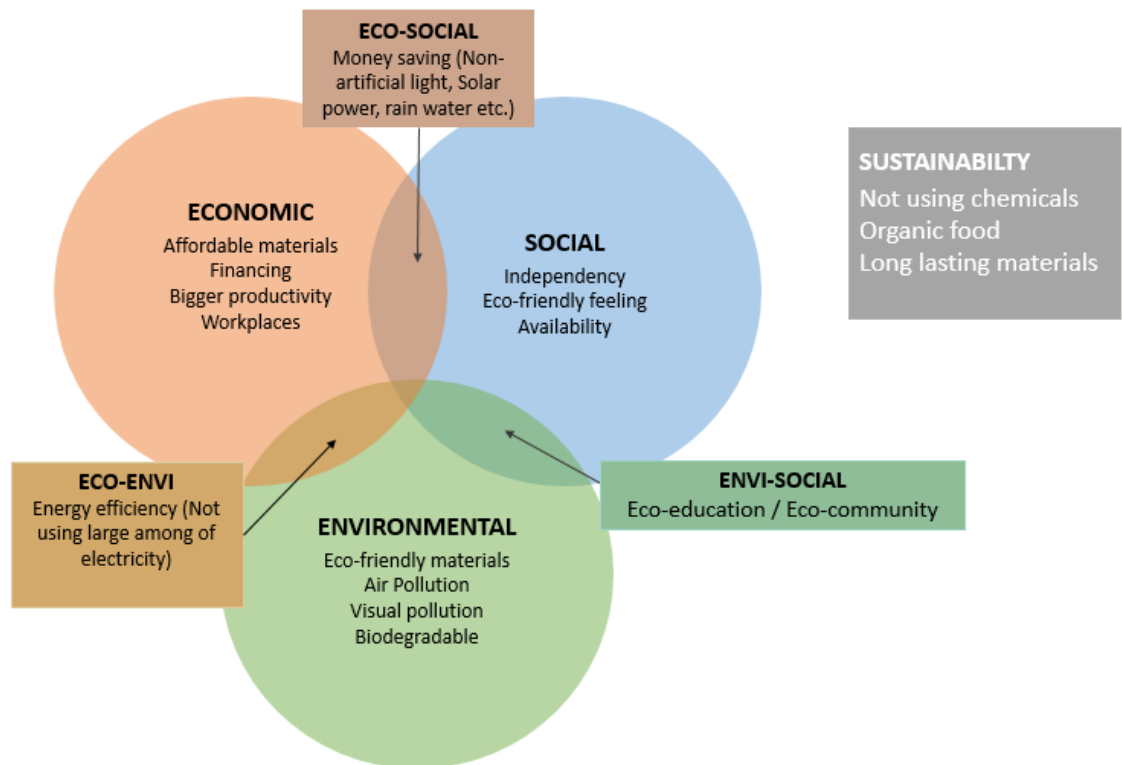 ECO-SOCIAL
Money saving (Non-
artificial light, Solar
power, rain water etc.)
ECONOMIC
Affordable materials
Financing
Bigger productivity
Workplaces
SOCIAL
Independency
Eco-friendly feeling
Availability
SUSTAINABILTY
Not using chemicals
Organic food
Long lasting materials
ECO-ENVI
Energy efficiency (Not
using large among of
electricity)
ENVI-SOCIAL
Eco-education / Eco-community
ENVIRONMENTAL
Eco-friendly materials
Air Pollution
Visual pollution
Biodegradable